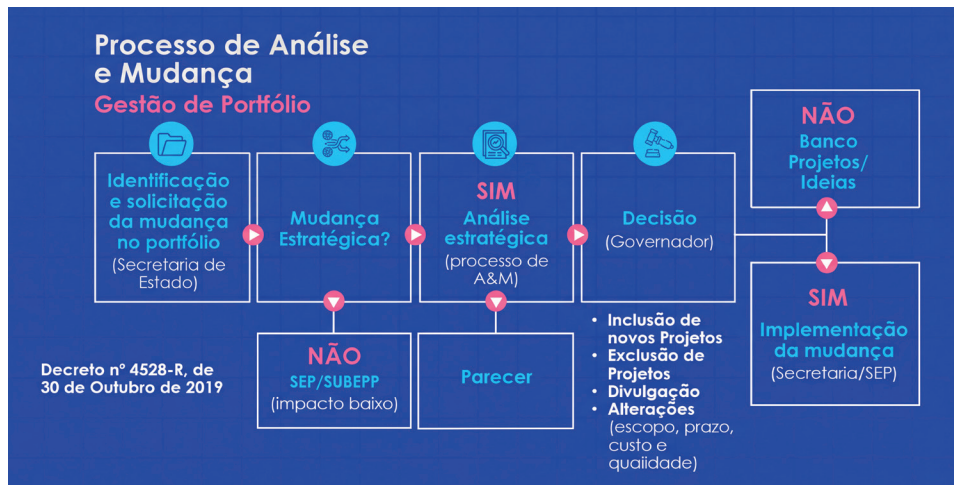 Processo de Análise
e Mudança
Gestão de Portfólio
Identificação
e solicitação
da mudança
no portfólio
(Secretaria de
Estado)
Mudança
Estratégica?
NÃO
SEP/SUBEPP
(impacto baixo)
SIM
Análise
estratégica
(processo de
A&M)
Parecer
Decisão
(Governador)
• Inclusão de
novos Projetos
• Exclusão de
Projetos
• Divulgação
• Alterações
(escopo, prazo,
custo e
quaiidade)
NÃO
Banco
Projetos/
Ideias
SIM
Implementação
da mudança
(Secretaria/SEP)
Decreto nº 4528-R, de
30 de Outubro de 2019